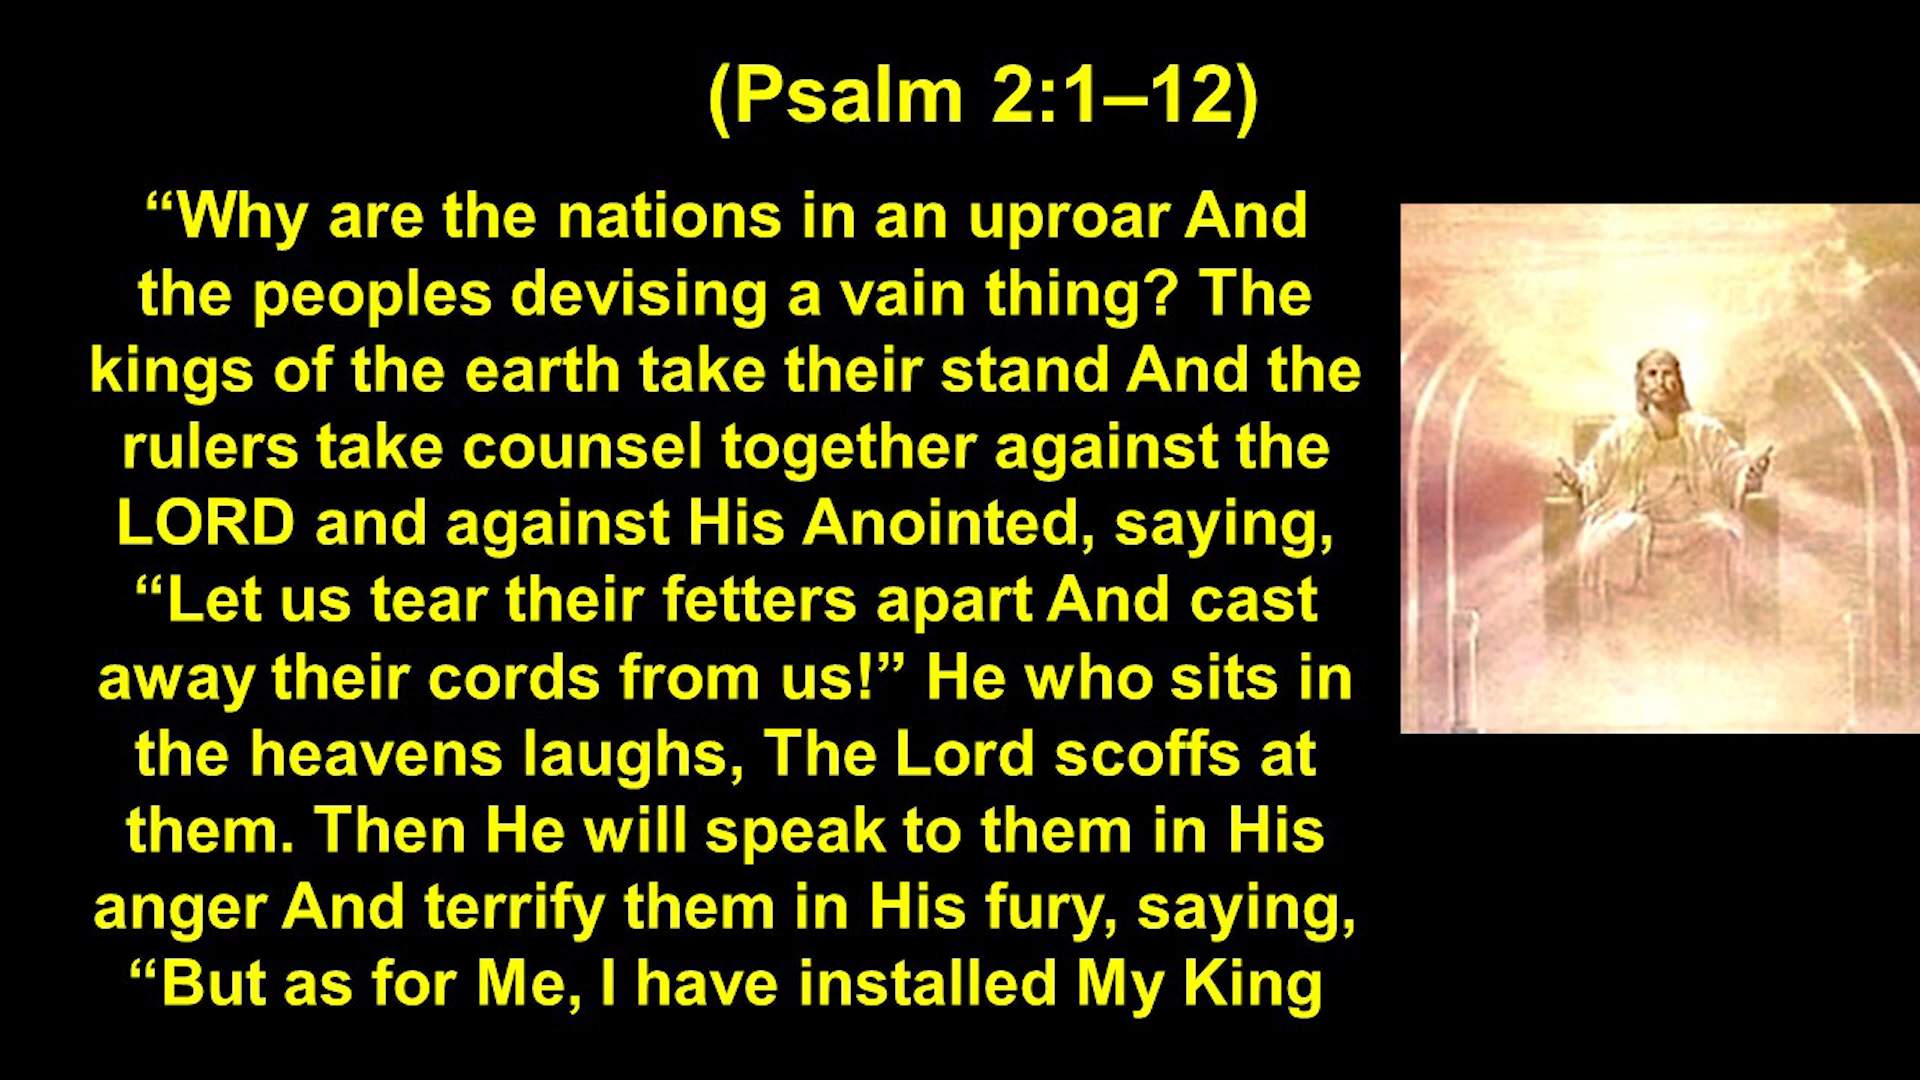 (Psalm 2:1–12)
“Why are the nations in an uproar And
the peoples devising a vain thing? The
kings of the earth take their stand And the
rulers take counsel together against the
LORD and against His Anointed, saying,
“Let us tear their fetters apart And cast
away their cords from us!” He who sits in
the heavens laughs, The Lord scoffs at
them. Then He will speak to them in His
anger And terrify them in His fury, saying,
“But as for Me, I have installed My King